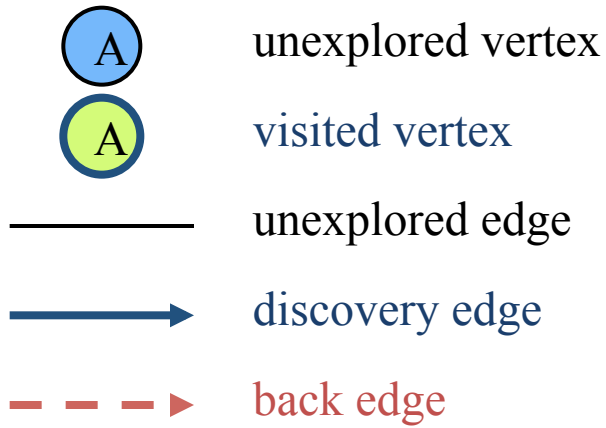 A unexplored vertex
A visited vertex
unexplored edge
discovery edge
back edge